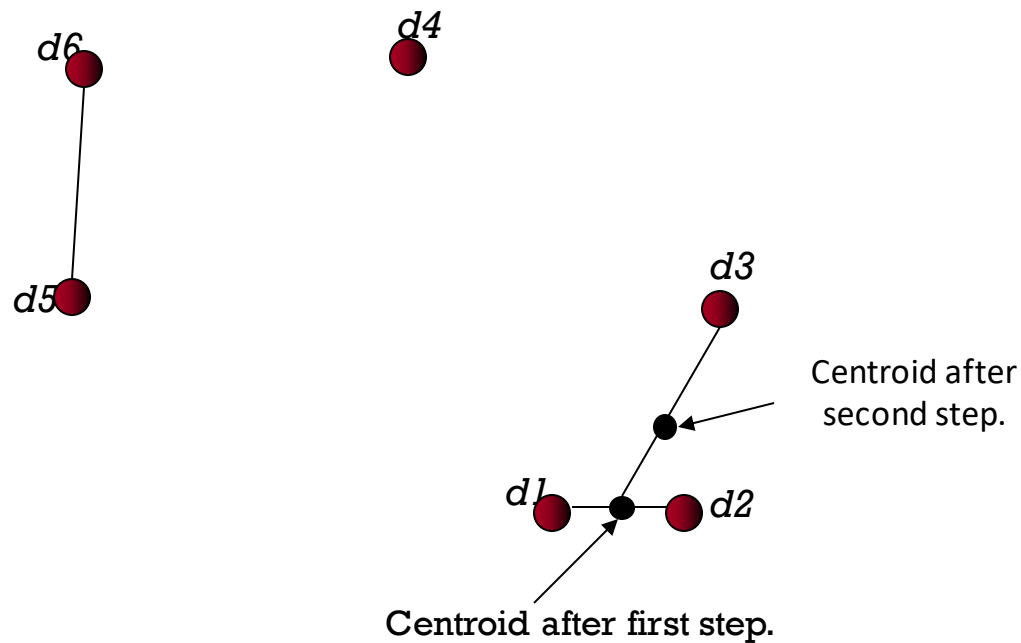 d6
d4
d5
d3
Centroid after
second step.
d1
d2
Centroid after first step.